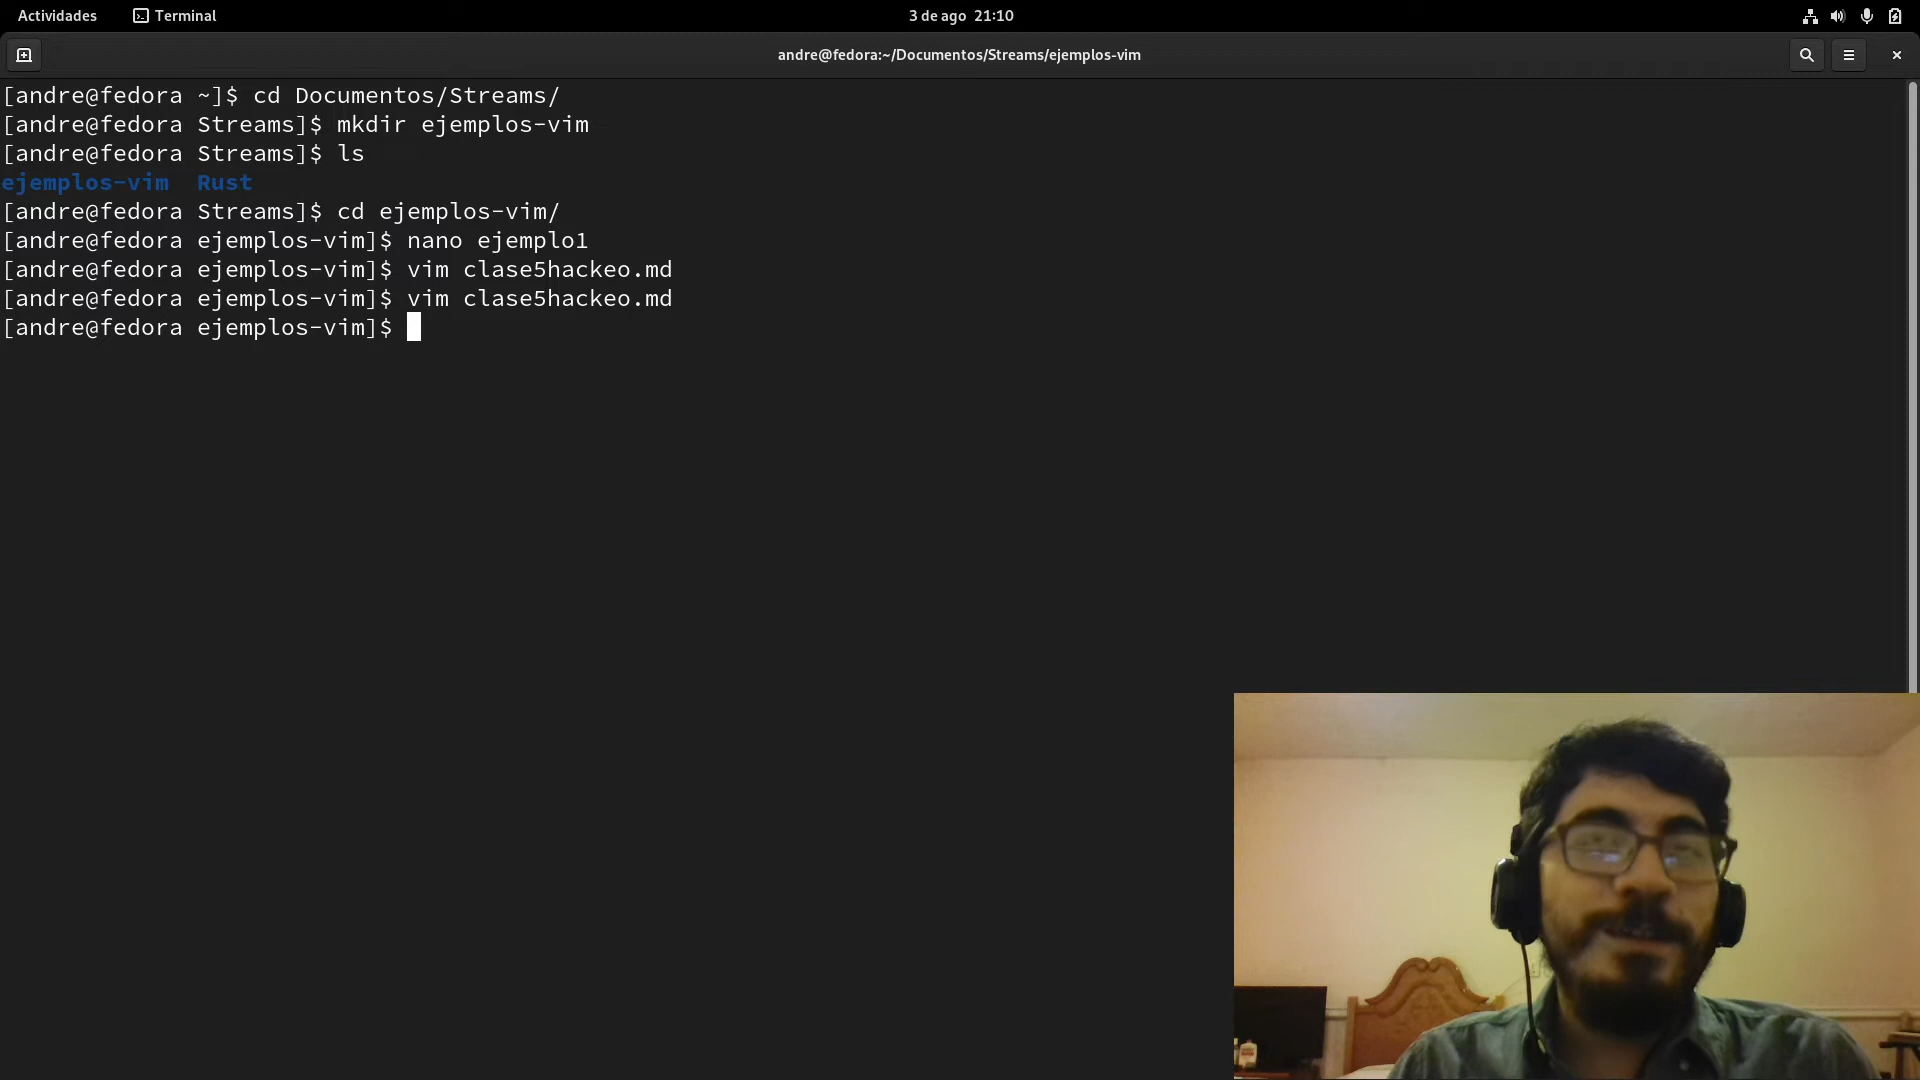 Actividades Terminal 3 de ago 21:10
andre@fedora:~/Documentos/Streams/ejemplos-vim
[andre@fedora ~]$ cd Documentos/Streams/
[andre@fedora Streams]$ mkdir ejemplos-vim
[andre@fedora Streams]$ ls
ejemplos-vim Rust
[andre@fedora Streams]$ cd ejemplos-vim/
[andre@fedora ejemplos-vim]$ nano ejemplo1
[andre@fedora ejemplos-vim]$ vim clase5hackeo.md
[andre@fedora ejemplos-vim]$ vim clase5hackeo.md
[andre@fedora ejemplos-vim]$